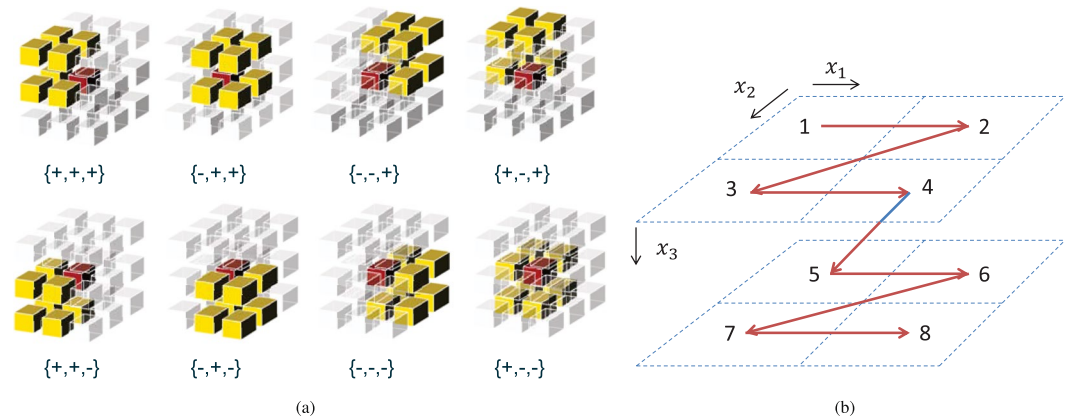 {+,+,+} {-,+,+} {-,-,+} {+,-,+}
{+,+,-} {-,+,-} {-,-,-} {+,-,-}
(a)
x₁
x₂
1 2
3 4
x₃
5 6
7 8
(b)